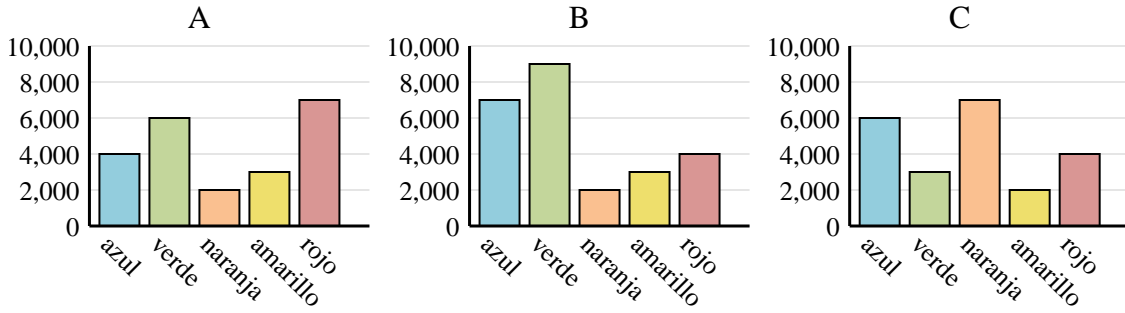 A
10,000
8,000
6,000
4,000
2,000
0
azul
verde
naranja
amarillo
rojo
B
10,000
8,000
6,000
4,000
2,000
0
azul
verde
naranja
amarillo
rojo
C
10,000
8,000
6,000
4,000
2,000
0
azul
verde
naranja
amarillo
rojo